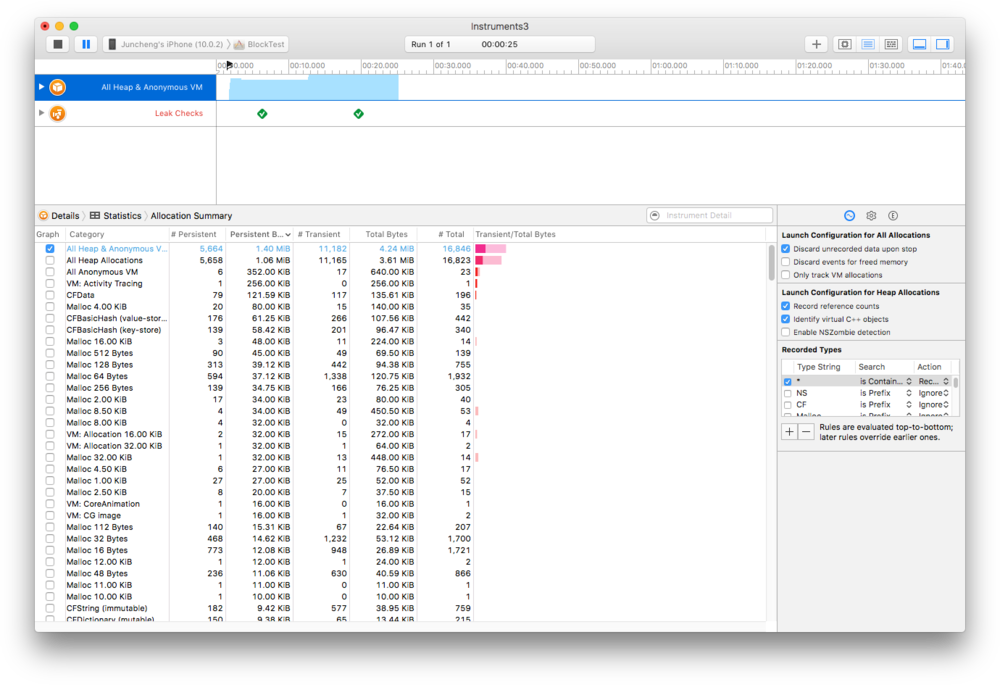 Instruments3
Juncheng's iPhone (10.0.2) 〉 BlockTest
Run 1 of 1 00:00:25
00:00.000 00:10.000 00:20.000 00:30.000 00:40.000 00:50.000 01:00.000 01:10.000 01:20.000 01:30.000 01:40.0
All Heap & Anonymous VM
Leak Checks
Details 〉 Statistics 〉 Allocation Summary
Instrument Detail
Graph Category # Persistent Persistent B... # Transient Total Bytes # Total Transient/Total Bytes
All Heap & Anonymous V... 5,664 1.40 MiB 11,182 4.24 MiB 16,846
All Heap Allocations 5,658 1.06 MiB 11,165 3.61 MiB 16,823
All Anonymous VM 6 352.00 KiB 17 640.00 KiB 23
VM: Activity Tracing 1 256.00 KiB 0 256.00 KiB 1
CFData 79 121.59 KiB 117 135.61 KiB 196
Malloc 4.00 KiB 20 80.00 KiB 15 140.00 KiB 35
CFBasicHash (value-stor... 176 61.25 KiB 266 107.56 KiB 442
CFBasicHash (key-store) 139 58.42 KiB 201 96.47 KiB 340
Malloc 16.00 KiB 3 48.00 KiB 11 224.00 KiB 14
Malloc 512 Bytes 90 45.00 KiB 49 69.50 KiB 139
Malloc 128 Bytes 313 39.12 KiB 442 94.38 KiB 755
Malloc 64 Bytes 594 37.12 KiB 1,338 120.75 KiB 1,932
Malloc 256 Bytes 139 34.75 KiB 166 76.25 KiB 305
Malloc 2.00 KiB 17 34.00 KiB 23 80.00 KiB 40
Malloc 8.50 KiB 4 34.00 KiB 49 450.50 KiB 53
Malloc 8.00 KiB 4 32.00 KiB 0 32.00 KiB 4
VM: Allocation 16.00 KiB 2 32.00 KiB 15 272.00 KiB 17
VM: Allocation 32.00 KiB 1 32.00 KiB 1 64.00 KiB 2
Malloc 32.00 KiB 1 32.00 KiB 13 448.00 KiB 14
Malloc 4.50 KiB 6 27.00 KiB 11 76.50 KiB 17
Malloc 1.00 KiB 27 27.00 KiB 25 52.00 KiB 52
Malloc 2.50 KiB 8 20.00 KiB 7 37.50 KiB 15
VM: CoreAnimation 1 16.00 KiB 0 16.00 KiB 1
VM: CG image 1 16.00 KiB 1 32.00 KiB 2
Malloc 112 Bytes 140 15.31 KiB 67 22.64 KiB 207
Malloc 32 Bytes 468 14.62 KiB 1,232 53.12 KiB 1,700
Malloc 16 Bytes 773 12.08 KiB 948 26.89 KiB 1,721
Malloc 12.00 KiB 1 12.00 KiB 1 24.00 KiB 2
Malloc 48 Bytes 236 11.06 KiB 630 40.59 KiB 866
Malloc 11.00 KiB 1 11.00 KiB 0 11.00 KiB 1
Malloc 10.00 KiB 1 10.00 KiB 0 10.00 KiB 1
CFString (immutable) 182 9.42 KiB 577 38.95 KiB 759
CFDictionary (mutable) 150 9.38 KiB 65 13.44 KiB 215
Launch Configuration for All Allocations
Discard unrecorded data upon stop
Discard events for freed memory
Only track VM allocations
Launch Configuration for Heap Allocations
Record reference counts
Identify virtual C++ objects
Enable NSZombie detection
Recorded Types
Type String Search Action
* is Contain... Rec...
NS is Prefix Ignore
CF is Prefix Ignore
Malloc is Prefix Ignore
Rules are evaluated top-to-bottom;
later rules override earlier ones.